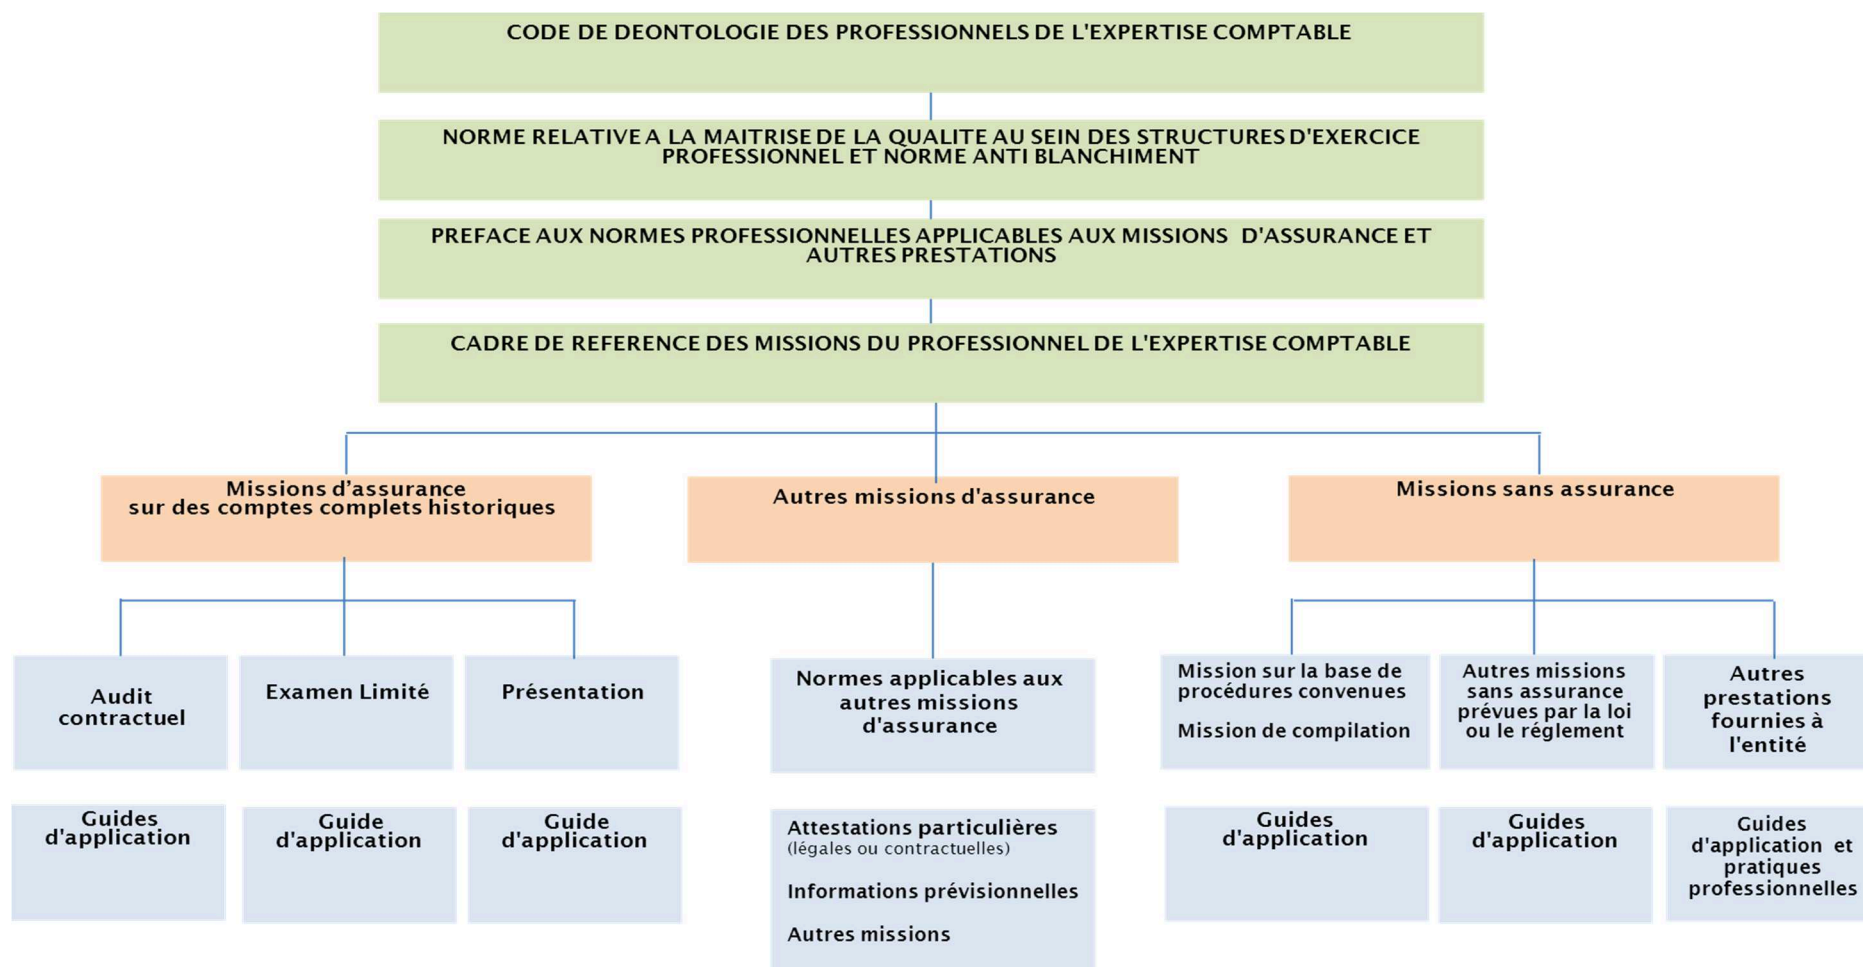 CODE DE DEONTOLOGIE DES PROFESSIONNELS DE L'EXPERTISE COMPTABLE
NORME RELATIVE A LA MAITRISE DE LA QUALITE AU SEIN DES STRUCTURES D'EXERCICE
PROFESSIONNEL ET NORME ANTI BLANCHIMENT
PREFACE AUX NORMES PROFESSIONNELLES APPLICABLES AUX MISSIONS D'ASSURANCE ET
AUTRES PRESTATIONS
CADRE DE REFERENCE DES MISSIONS DU PROFESSIONNEL DE L'EXPERTISE COMPTABLE
Missions d’assurance
sur des comptes complets historiques
Autres missions d'assurance
Missions sans assurance
Audit
contractuel
Examen Limité
Présentation
Normes applicables aux
autres missions
d'assurance
Mission sur la base de
procédures convenues
Mission de compilation
Autres missions
sans assurance
prévues par la loi
ou le réglement
Autres
prestations
fournies à
l'entité
Guides
d'application
Guide
d'application
Guide
d'application
Attestations particulières
(légales ou contractuelles)
Informations prévisionnelles
Autres missions
Guides
d'application
Guides
d'application
Guides
d'application et
pratiques
professionnelles